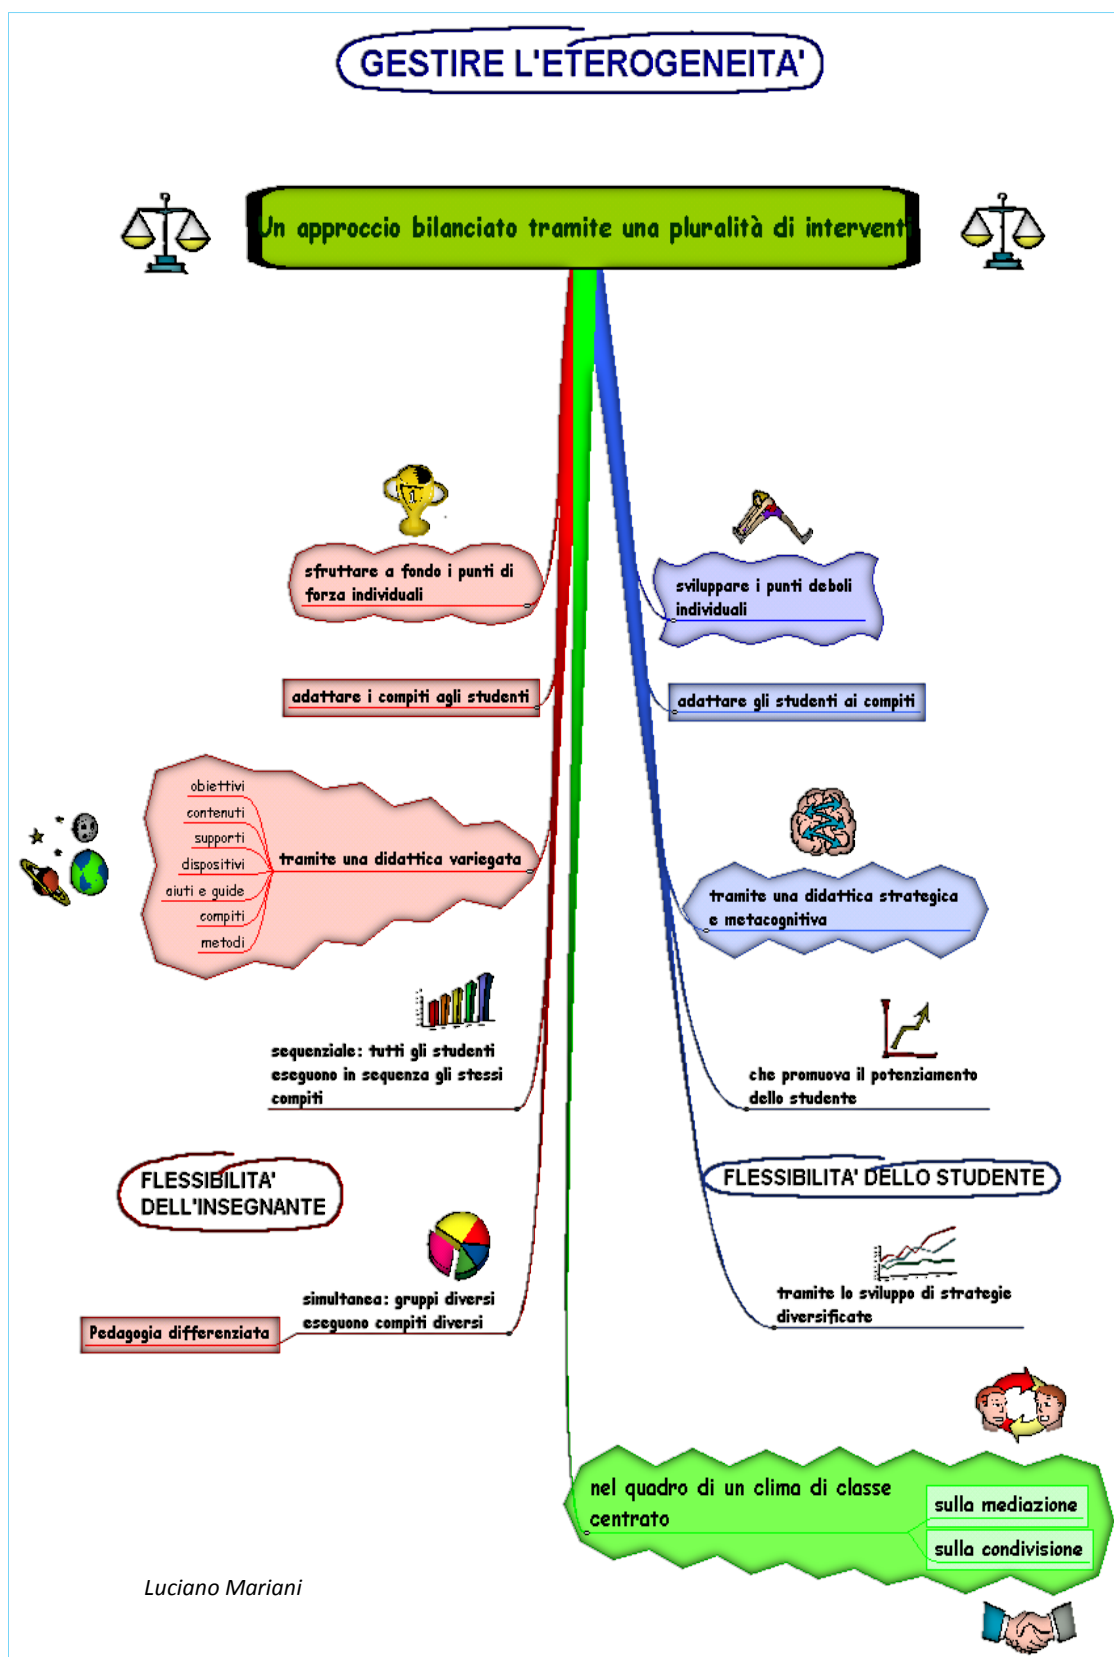 GESTIRE L'ETEROGENEITA'
Un approccio bilanciato tramite una pluralità di interventi
sfruttare a fondo i punti di
forza individuali
adattare i compiti agli studenti
obiettivi
contenuti
supporti
dispositivi
aiuti e guide
compiti
metodi
tramite una didattica variegata
sequenziale: tutti gli studenti
eseguono in sequenza gli stessi
compiti
FLESSIBILITA'
DELL'INSEGNANTE
simultanea: gruppi diversi
eseguono compiti diversi
Pedagogia differenziata
sviluppare i punti deboli
individuali
adattare gli studenti ai compiti
tramite una didattica strategica
e metacognitiva
che promuova il potenziamento
dello studente
FLESSIBILITA' DELLO STUDENTE
tramite lo sviluppo di strategie
diversificate
nel quadro di un clima di classe
centrato
sulla mediazione
sulla condivisione
Luciano Mariani
1